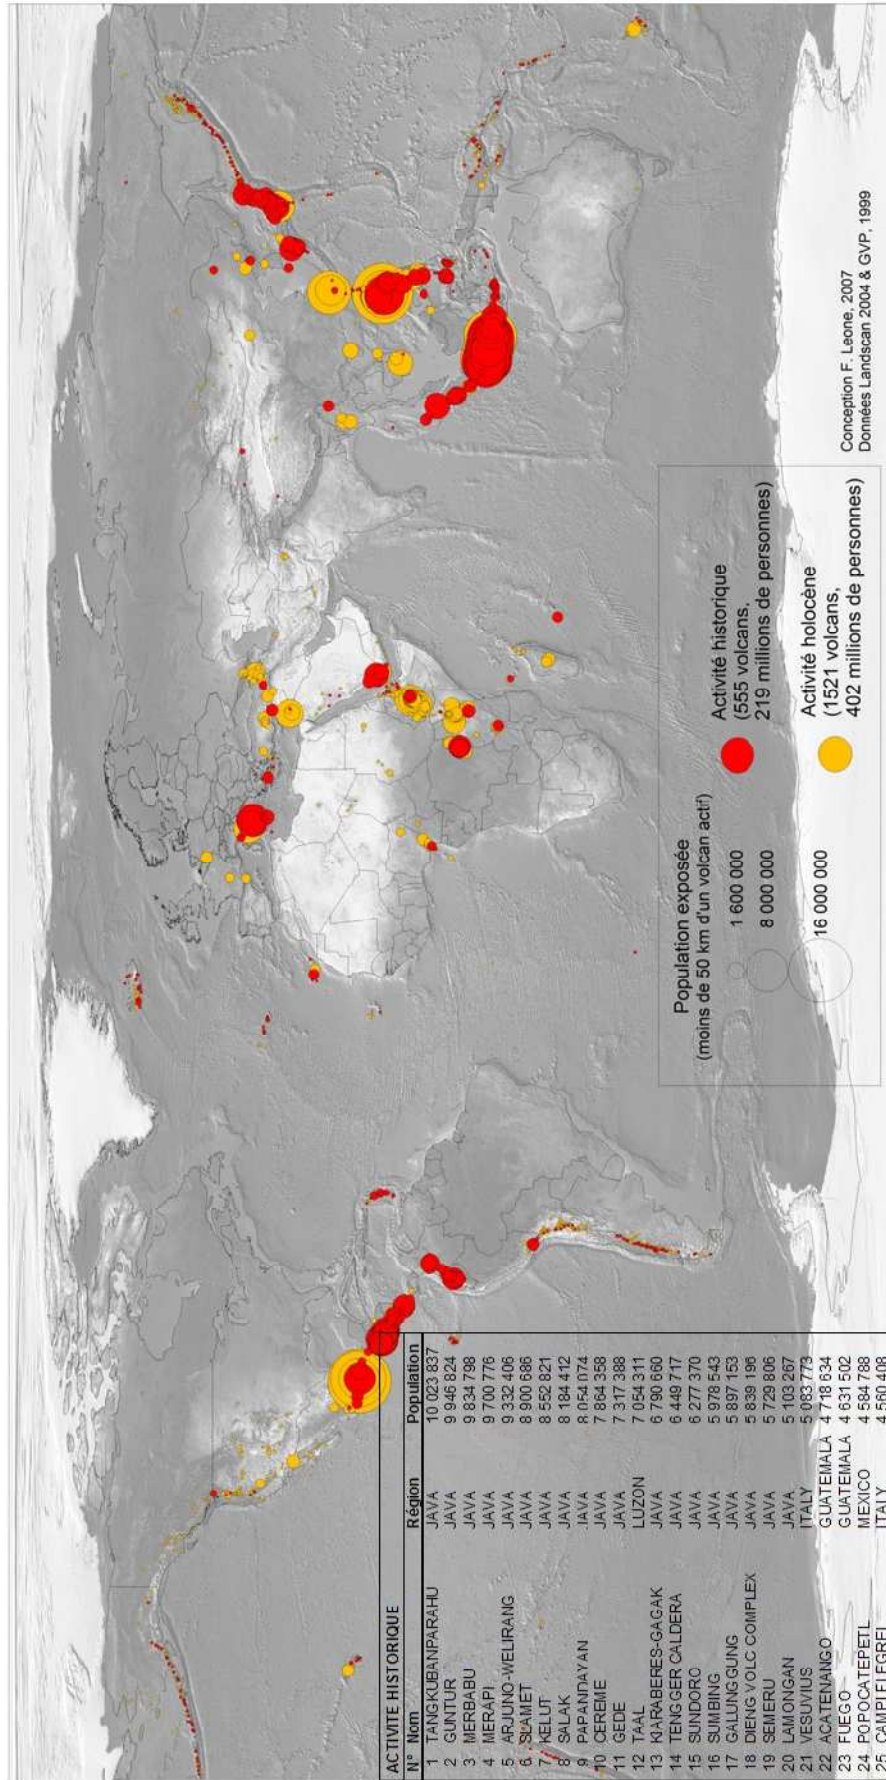 ACTIVITE HISTORIQUE
N° Nom Région Population
1 TANGKUBANPARAHU JAVA 10 023 837
2 GUNTUR JAVA 9 946 824
3 MERBABU JAVA 9 834 798
4 MERAPI JAVA 9 700 776
5 ARJUNO-WELIRANG JAVA 9 332 406
6 SLAMET JAVA 8 900 686
7 KELUT JAVA 8 552 821
8 SALAK JAVA 8 184 412
9 PAPANDAYAN JAVA 8 054 074
10 CEREME JAVA 7 864 358
11 GEDE JAVA 7 317 388
12 TAAL LUZON 7 054 311
13 KIARABERES-GAGAK JAVA 6 790 660
14 TENGGER CALDERA JAVA 6 449 717
15 SUNDORO JAVA 6 277 370
16 SUMBING JAVA 5 978 543
17 GALUNGGUNG JAVA 5 897 153
18 DIENG VOLC COMPLEX JAVA 5 839 196
19 SEMERU JAVA 5 729 806
20 LAMONGAN JAVA 5 103 267
21 VESUVIUS ITALY 5 083 773
22 ACATENANGO GUATEMALA 4 718 634
23 FUEGO GUATEMALA 4 631 502
24 POPOCATEPETL MEXICO 4 584 788
25 CAMPI FLEGREI ITALY 4 560 408
Population exposée
(moins de 50 km d'un volcan actif)
1 600 000
8 000 000
16 000 000
Activité historique
(555 volcans,
219 millions de personnes)
Activité holocène
(1521 volcans,
402 millions de personnes)
Conception F. Leone, 2007
Données Landscan 2004 & GVP, 1999